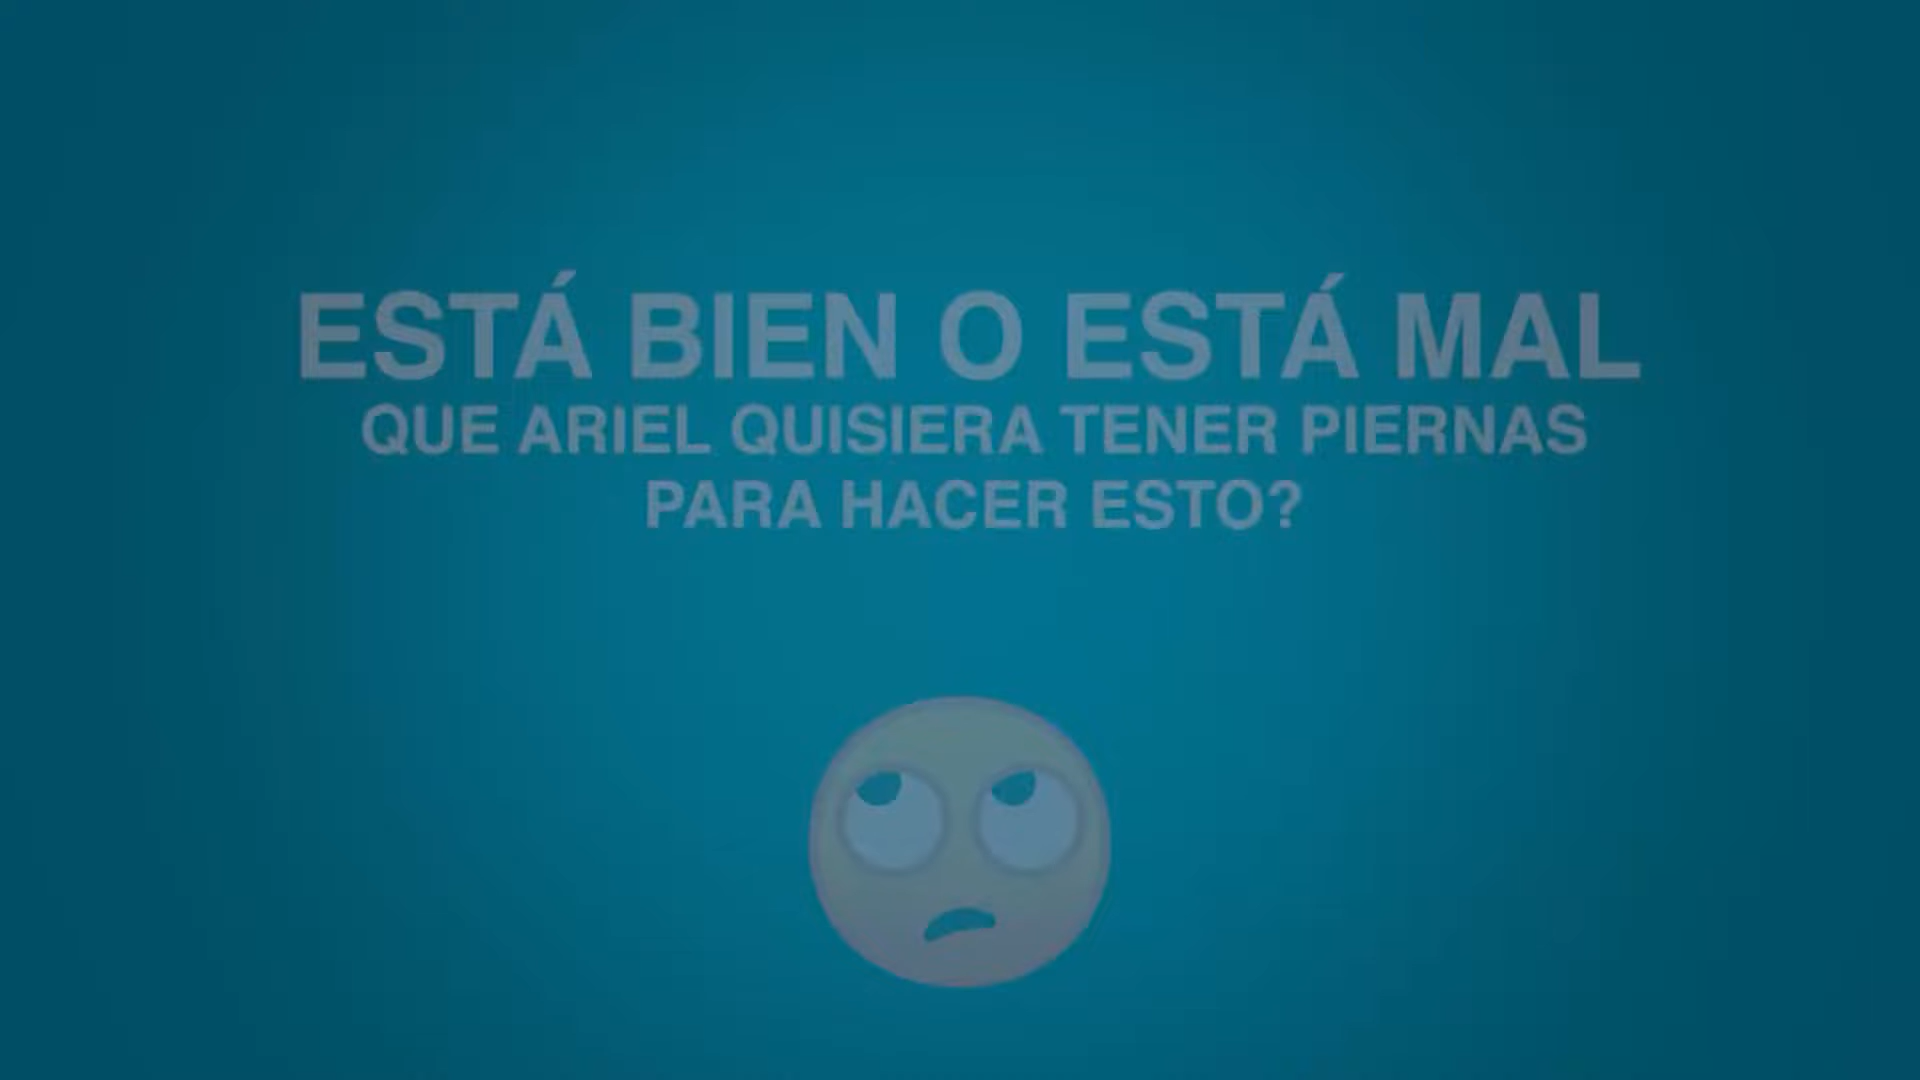 ESTÁ BIEN O ESTÁ MAL
QUE ARIEL QUISIERA TENER PIERNAS
PARA HACER ESTO?